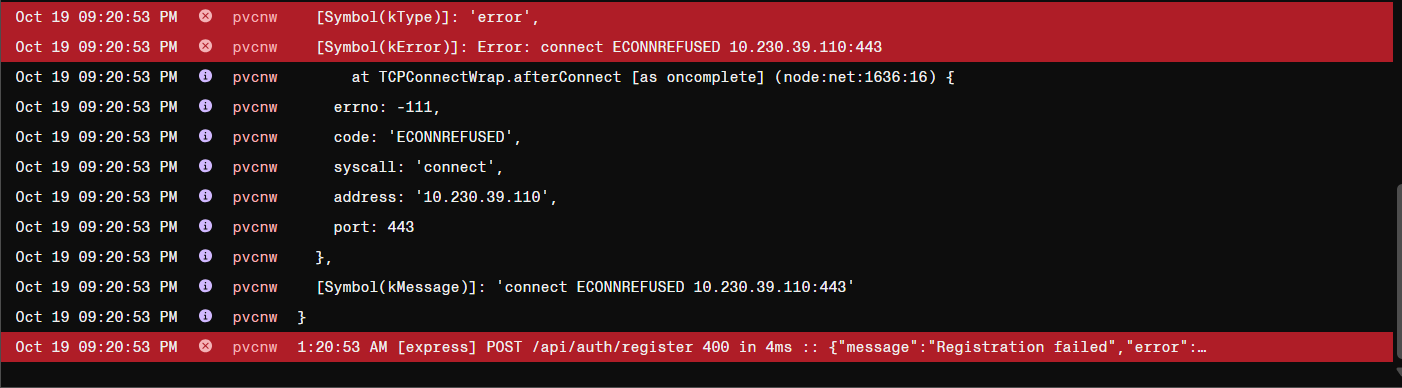 Oct 19 09:20:53 PM pvcnw [Symbol(kType)]: 'error',
Oct 19 09:20:53 PM pvcnw [Symbol(kError)]: Error: connect ECONNREFUSED 10.230.39.110:443
Oct 19 09:20:53 PM pvcnw at TCPConnectWrap.afterConnect [as oncomplete] (node:net:1636:16) {
Oct 19 09:20:53 PM pvcnw errno: -111,
Oct 19 09:20:53 PM pvcnw code: 'ECONNREFUSED',
Oct 19 09:20:53 PM pvcnw syscall: 'connect',
Oct 19 09:20:53 PM pvcnw address: '10.230.39.110',
Oct 19 09:20:53 PM pvcnw port: 443
Oct 19 09:20:53 PM pvcnw },
Oct 19 09:20:53 PM pvcnw [Symbol(kMessage)]: 'connect ECONNREFUSED 10.230.39.110:443'
Oct 19 09:20:53 PM pvcnw }
Oct 19 09:20:53 PM pvcnw 1:20:53 AM [express] POST /api/auth/register 400 in 4ms :: {"message":"Registration failed","error":…